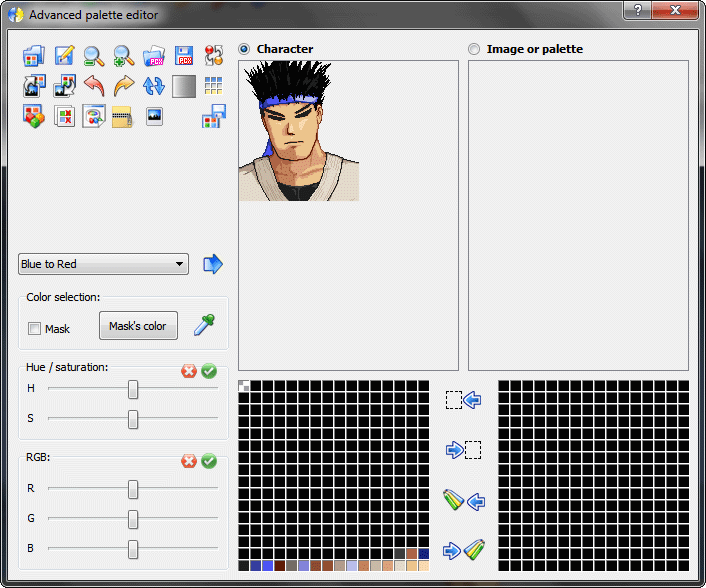 Advanced palette editor
Character
Image or palette
Blue to Red
Color selection:
Mask
Mask's color
Hue / saturation:
H
S
RGB:
R
G
B